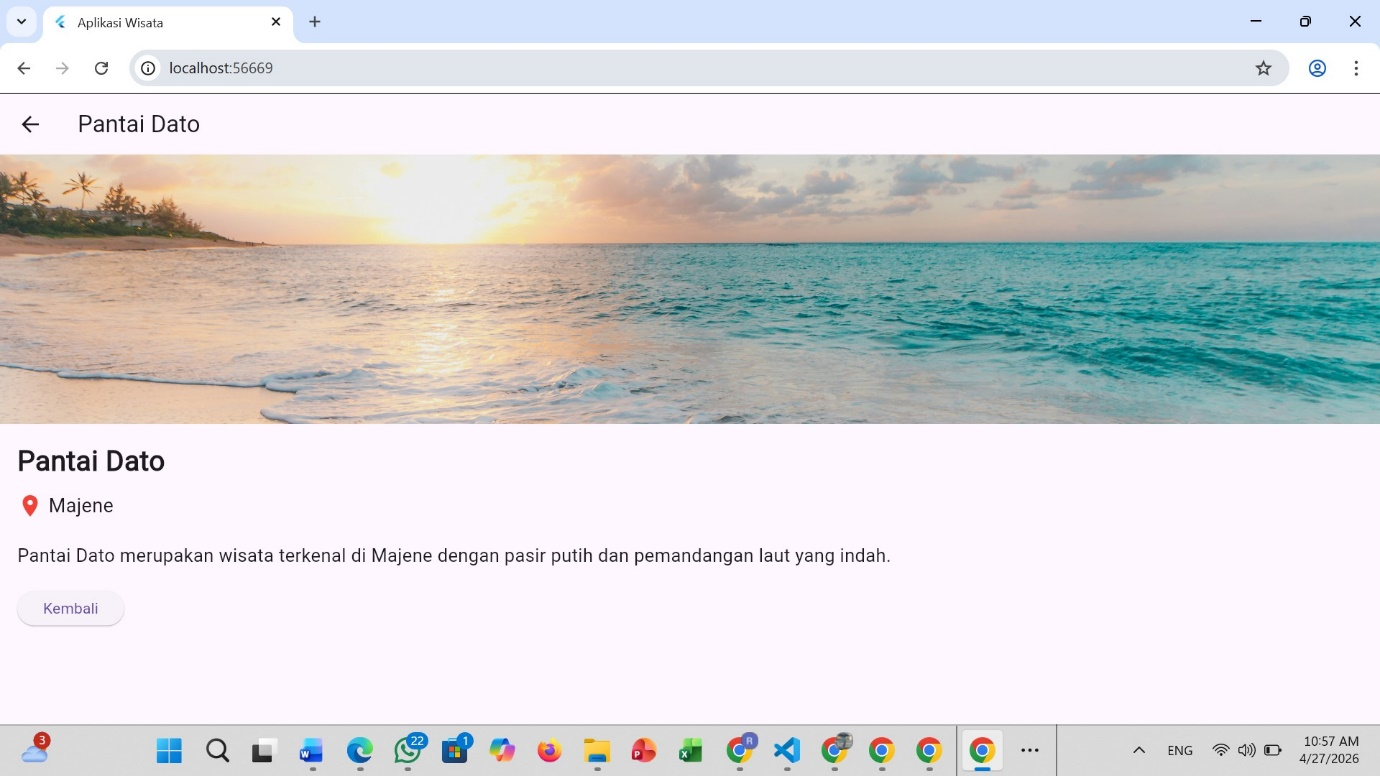 Aplikasi Wisata
localhost:56669
Pantai Dato
Pantai Dato
Majene
Pantai Dato merupakan wisata terkenal di Majene dengan pasir putih dan pemandangan laut yang indah.
Kembali
3
22
1
R
W
P
X
ENG
10:57 AM
4/27/2026